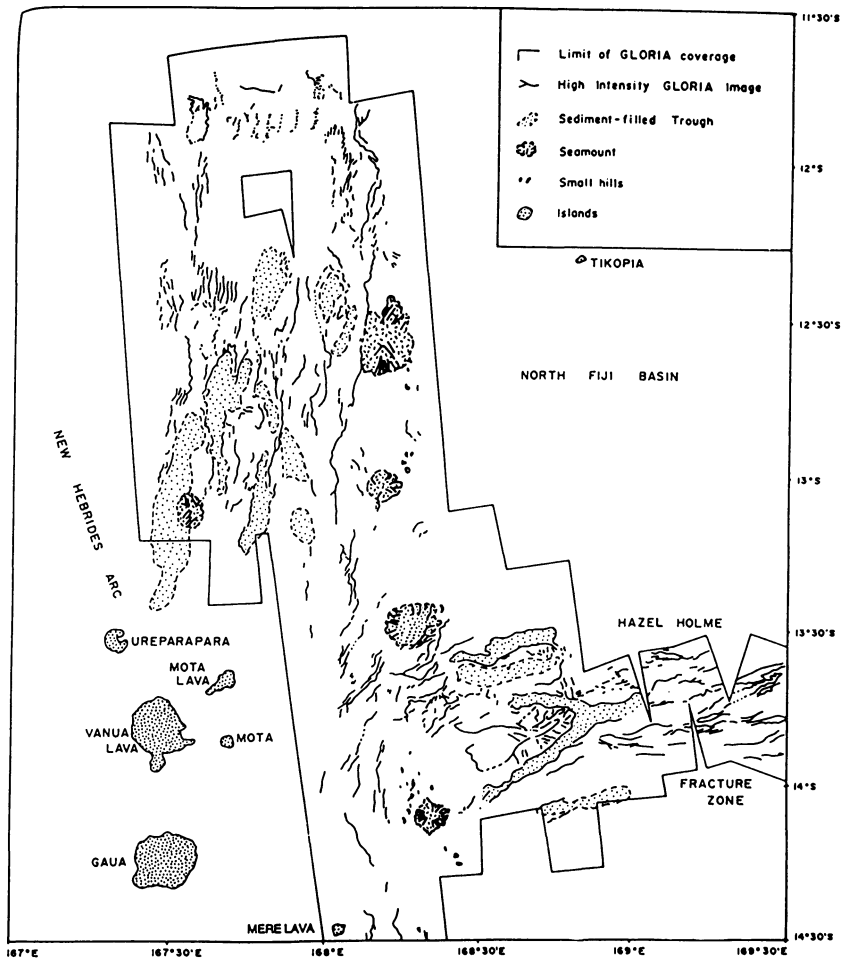 11°30'S
Limit of GLORIA coverage
High Intensity GLORIA Image
Sediment-filled Trough
Seamount
Small hills
Islands
12°S
TIKOPIA
12°30'S
NORTH FIJI BASIN
NEW HEBRIDES ARC
13°S
13°30'S
UREPARAPARA
HAZEL HOLME
MOTA
LAVA
VANUA
LAVA
MOTA
14°S
FRACTURE
ZONE
GAUA
MERE LAVA
14°30'S
167°E
167°30'E
168°E
168°30'E
169°E
169°30'E